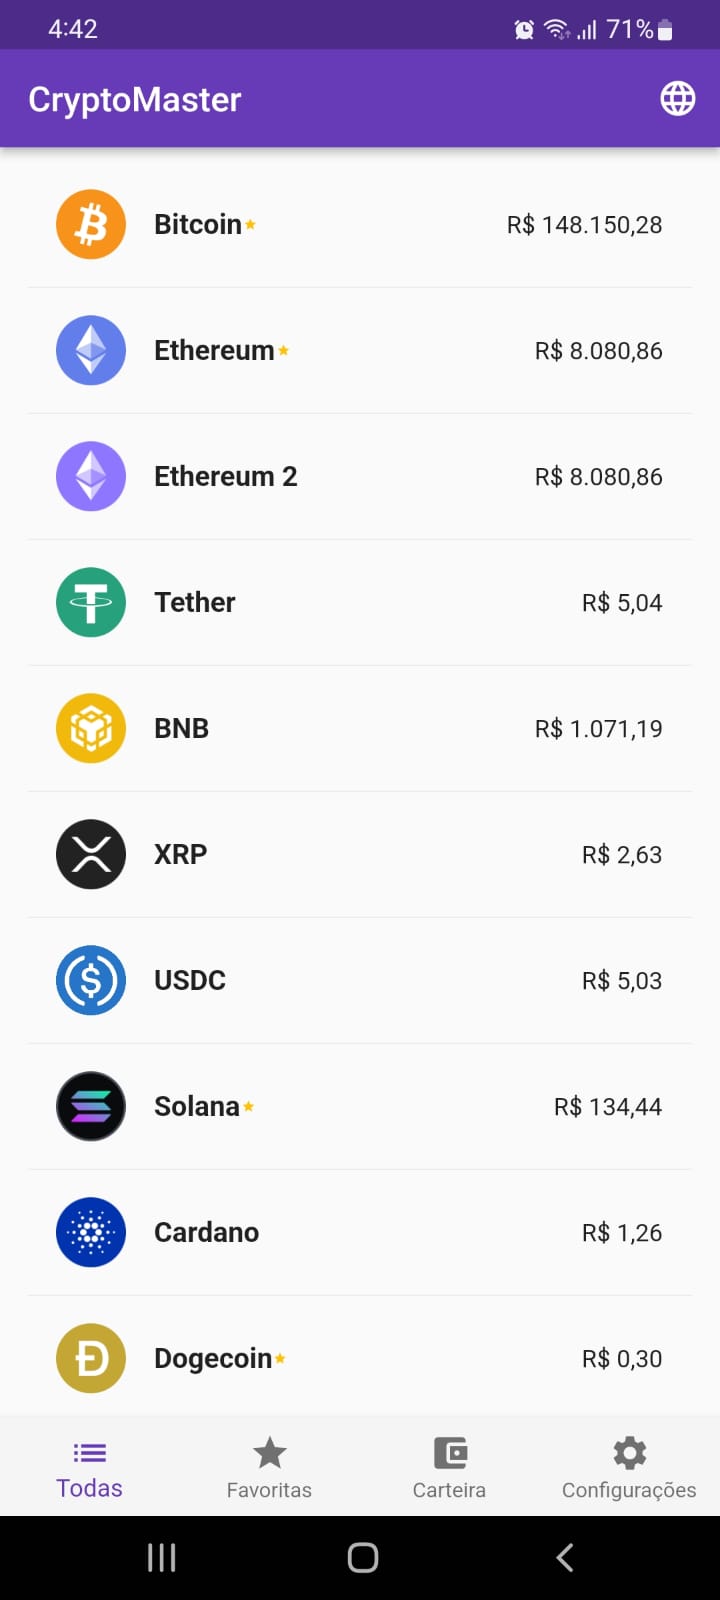 4:42 71%
CryptoMaster
Bitcoin R$ 148.150,28
Ethereum R$ 8.080,86
Ethereum 2 R$ 8.080,86
Tether R$ 5,04
BNB R$ 1.071,19
XRP R$ 2,63
USDC R$ 5,03
Solana R$ 134,44
Cardano R$ 1,26
Dogecoin R$ 0,30
Todas Favoritas Carteira Configurações